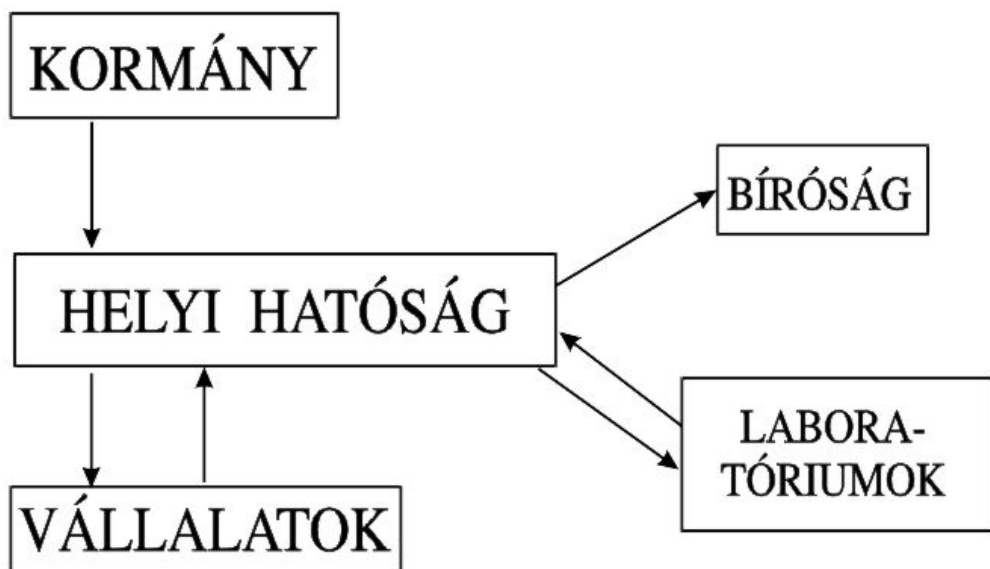 KORMÁNY
BÍRÓSÁG
HELYI HATÓSÁG
LABORA-
TÓRIUMOK
VÁLLALATOK